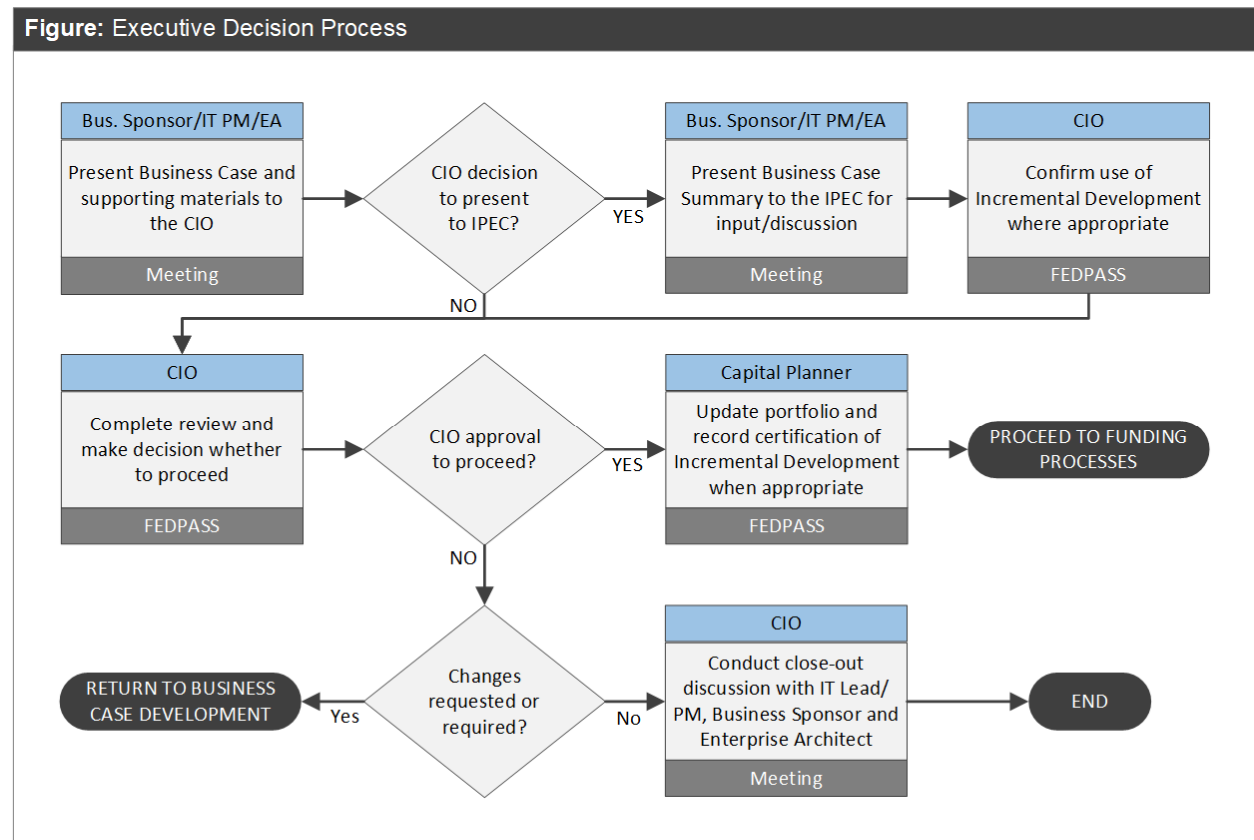 Figure: Executive Decision Process
Bus. Sponsor/IT PM/EA
Present Business Case and
supporting materials to
the CIO
Meeting
CIO decision
to present
to IPEC?
YES
NO
Bus. Sponsor/IT PM/EA
Present Business Case
Summary to the IPEC for
input/discussion
Meeting
CIO
Confirm use of
Incremental Development
where appropriate
FEDPASS
CIO
Complete review and
make decision whether
to proceed
FEDPASS
CIO approval
to proceed?
YES
NO
Capital Planner
Update portfolio and
record certification of
Incremental Development
when appropriate
FEDPASS
PROCEED TO FUNDING
PROCESSES
RETURN TO BUSINESS
CASE DEVELOPMENT
Yes
Changes
requested or
required?
No
CIO
Conduct close-out
discussion with IT Lead/
PM, Business Sponsor and
Enterprise Architect
Meeting
END